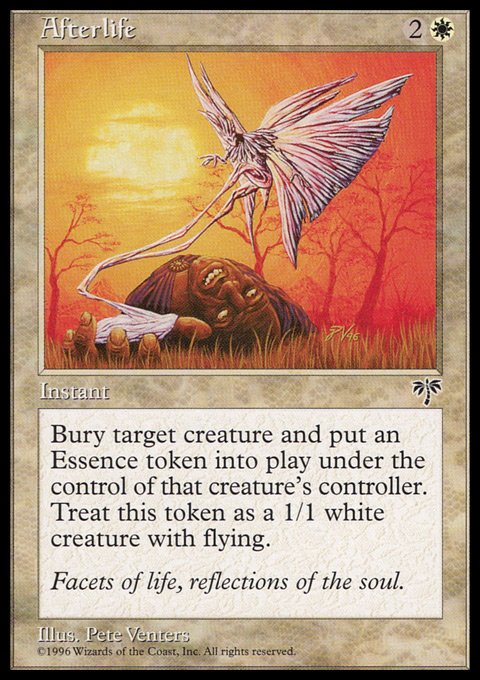 Afterlife 2
Instant
Bury target creature and put an
Essence token into play under the
control of that creature's controller.
Treat this token as a 1/1 white
creature with flying.
Facets of life, reflections of the soul.
Illus. Pete Venters
©1996 Wizards of the Coast, Inc. All rights reserved.